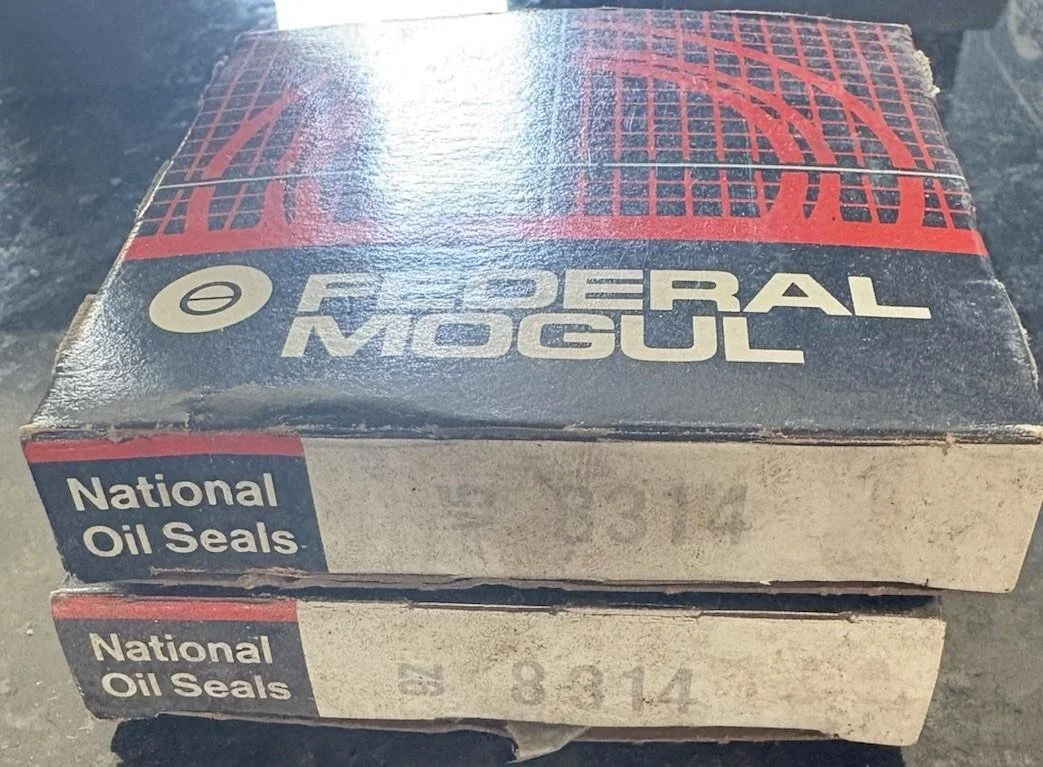 FEDERAL
MOGUL
National
Oil Seals
8314
National
Oil Seals
8314